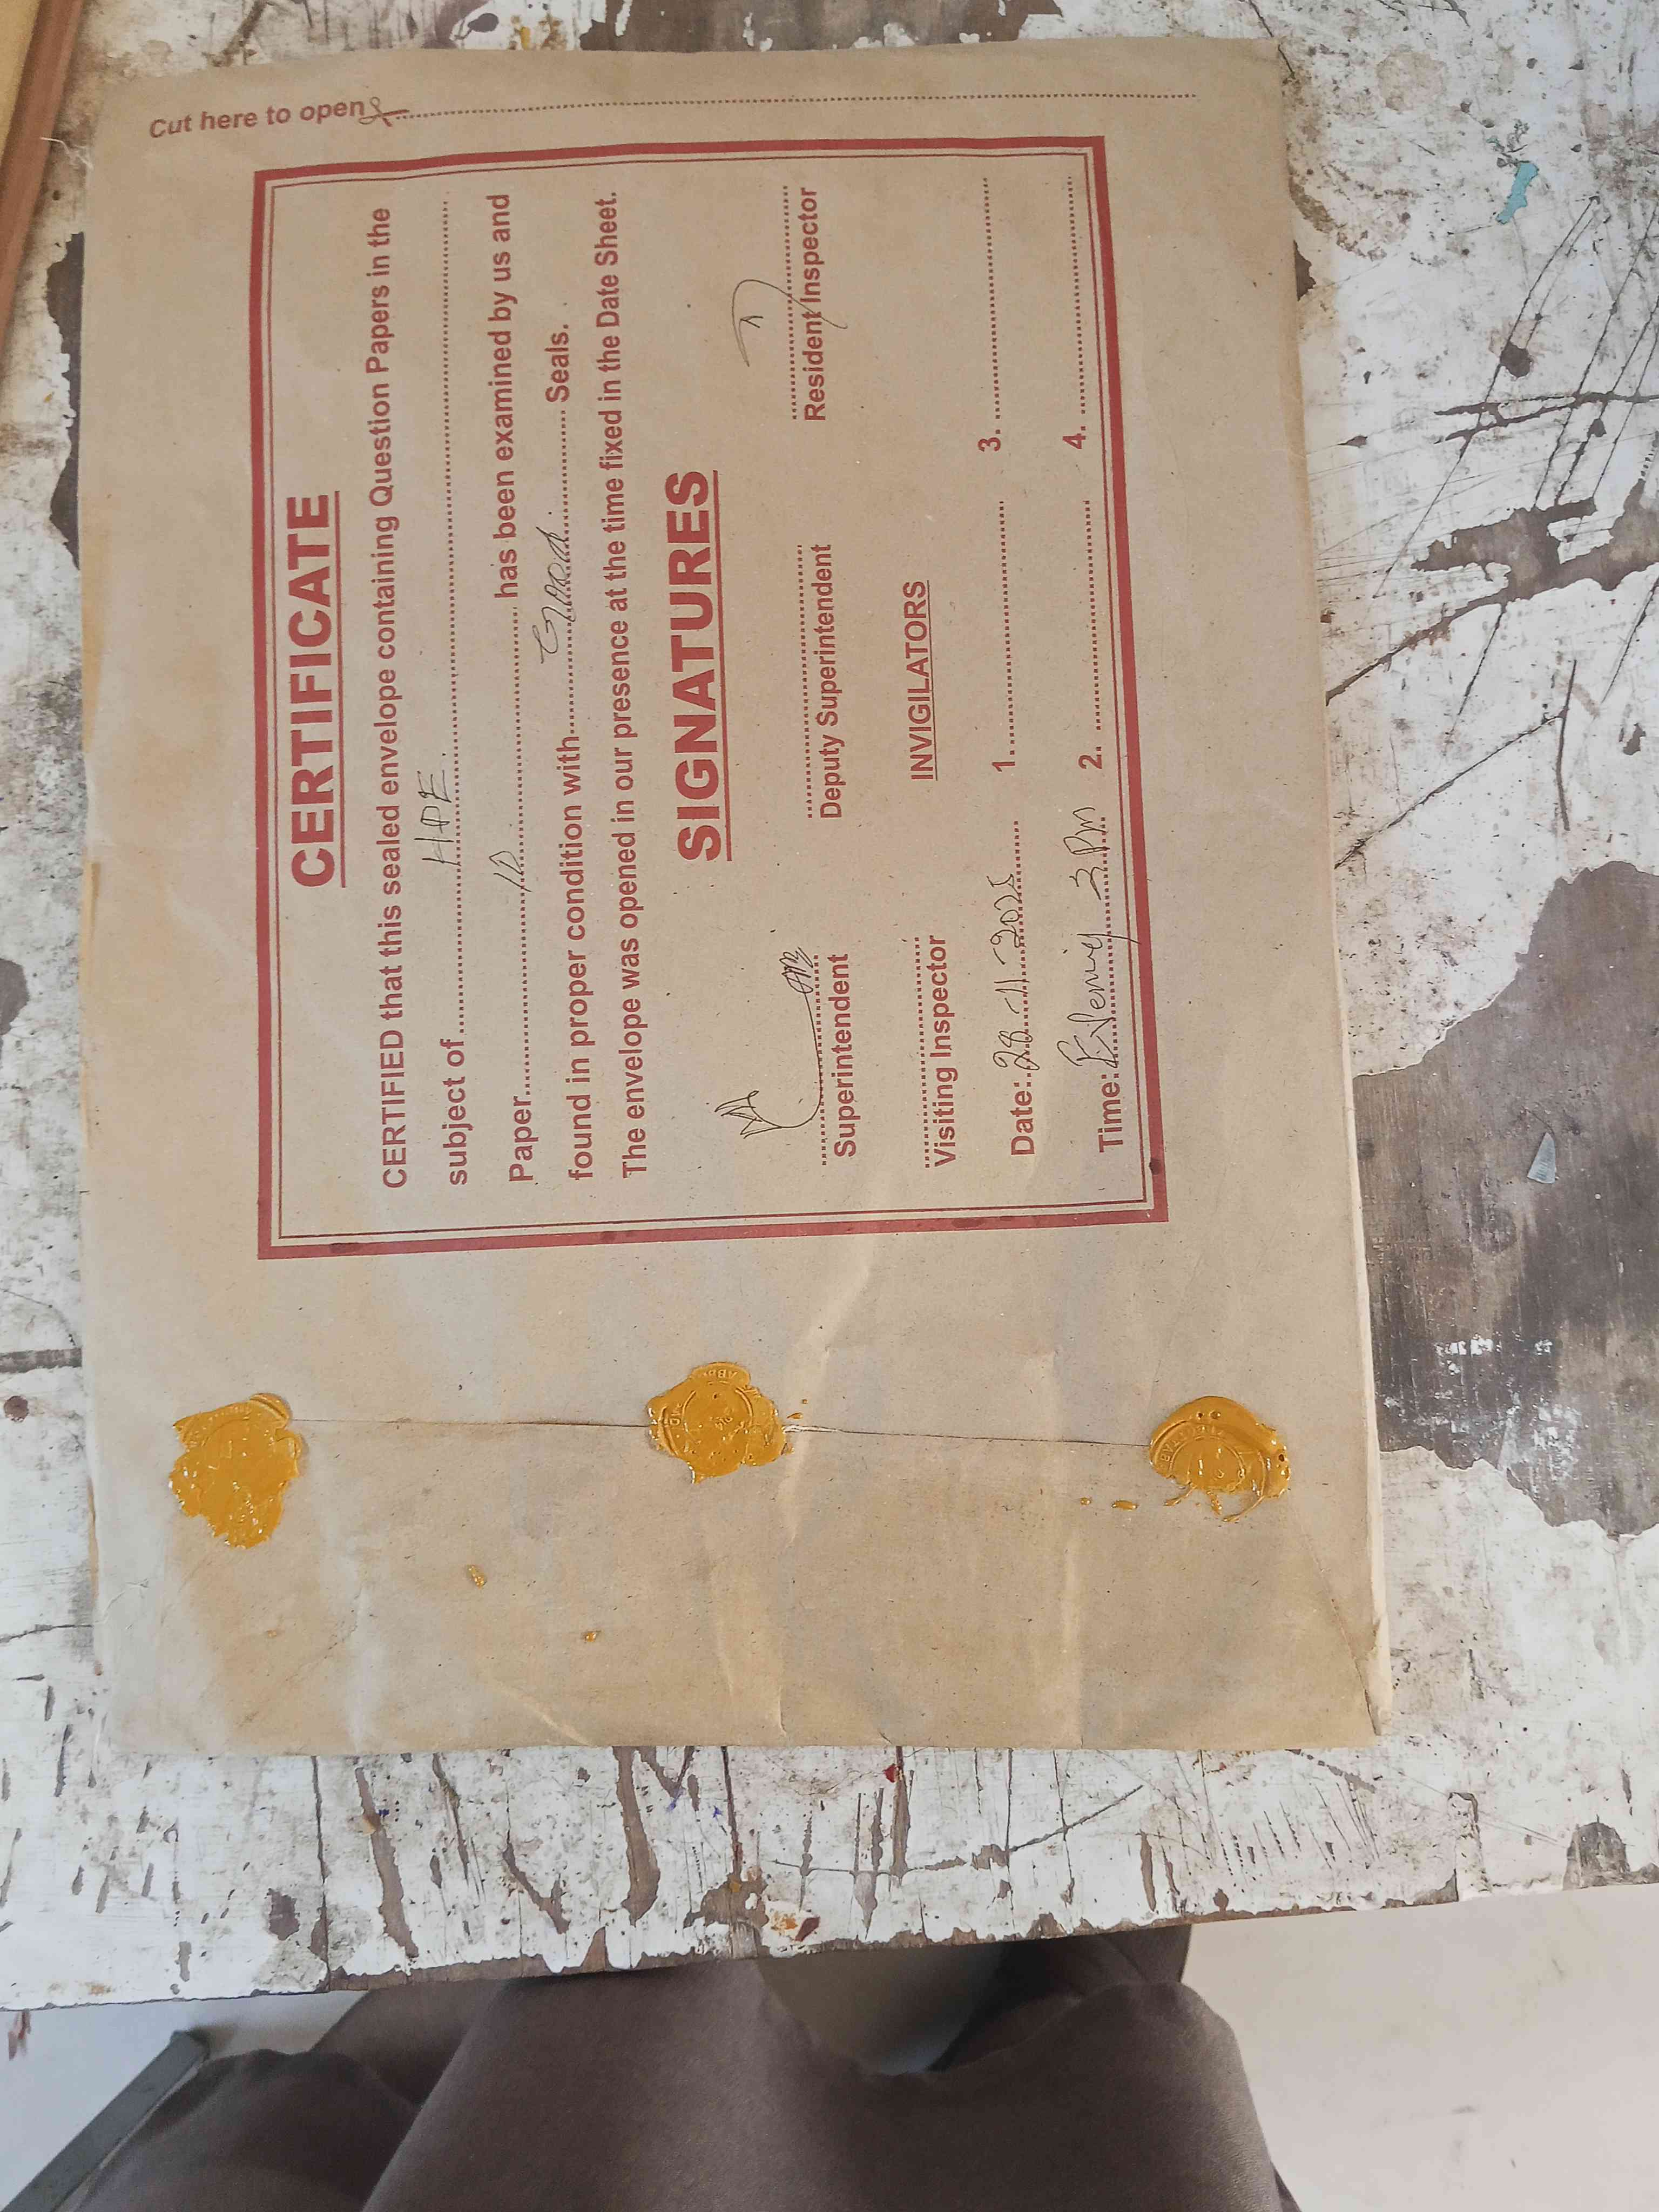 Cut here to open
CERTIFICATE
CERTIFIED that this sealed envelope containing Question Papers in the
subject of HPE
Paper has been examined by us and
found in proper condition with Good Seals.
The envelope was opened in our presence at the time fixed in the Date Sheet.
SIGNATURES
Superintendent Deputy Superintendent Resident Inspector
Visiting Inspector INVIGILATORS
Date: 28-11-2025 1. 3.
Time: Evening 3 PM 2. 4.